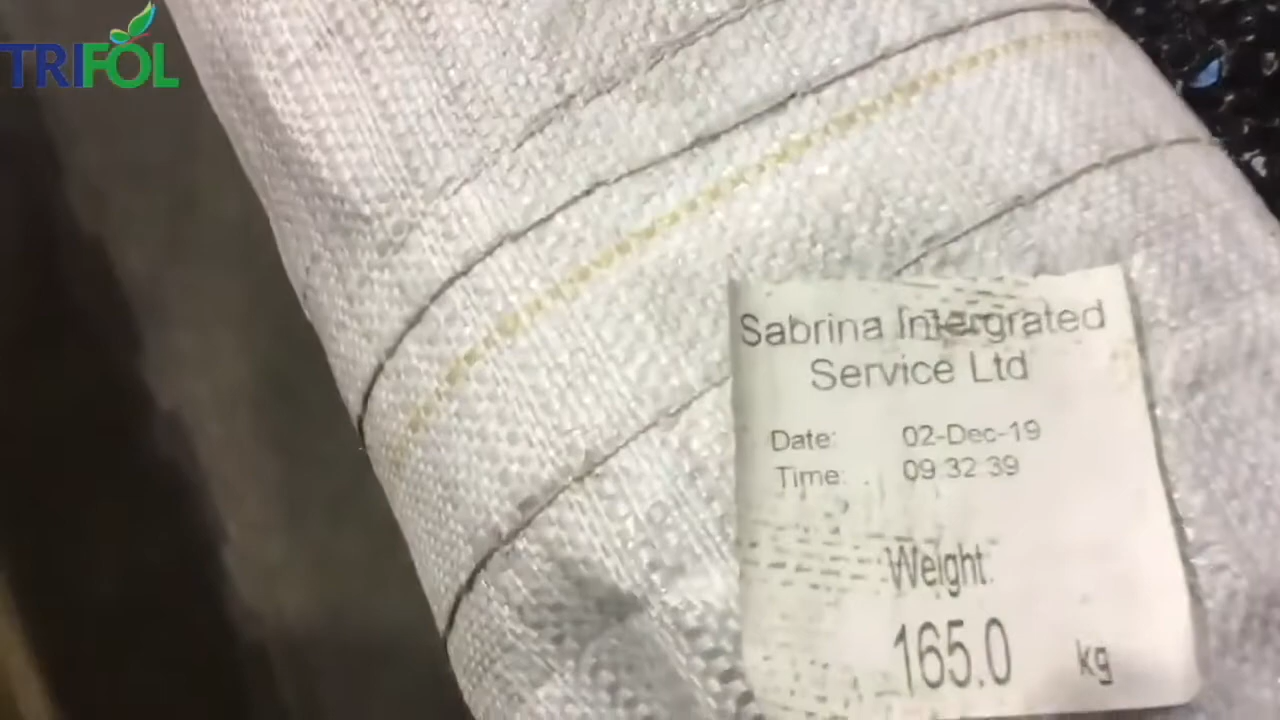 TRIFOL
Sabrina Intergrated
Service Ltd
Date: 02-Dec-19
Time: 09 32 39
Weight
165.0 kg